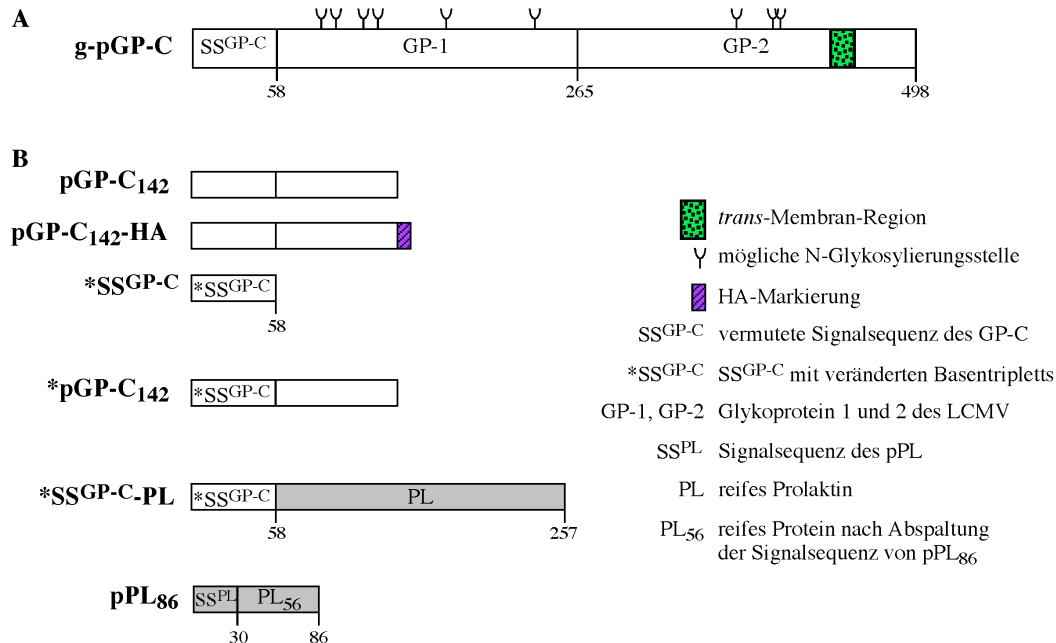 A
g-pGP-C
SSGP-C GP-1 GP-2
58 265 498
B
pGP-C142
pGP-C142-HA
*SSGP-C *SSGP-C
58
*pGP-C142 *SSGP-C
*SSGP-C-PL *SSGP-C PL
58 257
pPL86 SSPL PL56
30 86
trans-Membran-Region
mögliche N-Glykosylierungsstelle
HA-Markierung
SSGP-C vermutete Signalsequenz des GP-C
*SSGP-C SSGP-C mit veränderten Basentripletts
GP-1, GP-2 Glykoprotein 1 und 2 des LCMV
SSPL Signalsequenz des pPL
PL reifes Prolaktin
PL56 reifes Protein nach Abspaltung
der Signalsequenz von pPL86